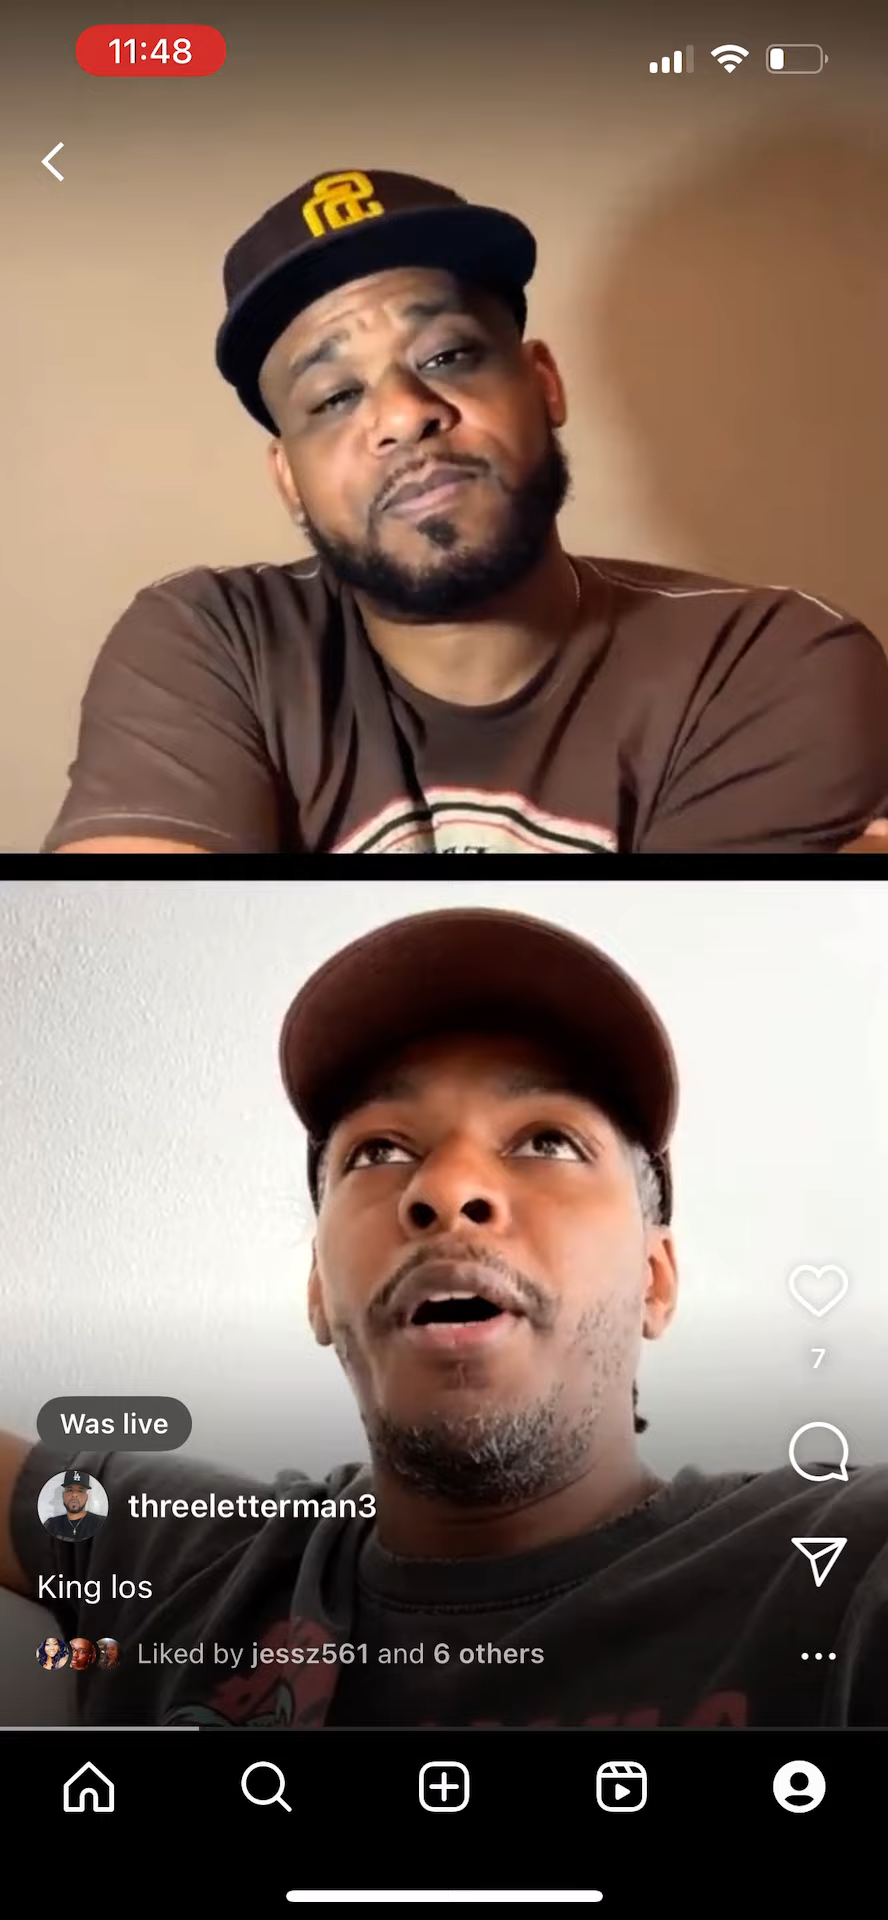 11:48
Was live
threeletterman3
King los
Liked by jessz561 and 6 others
7